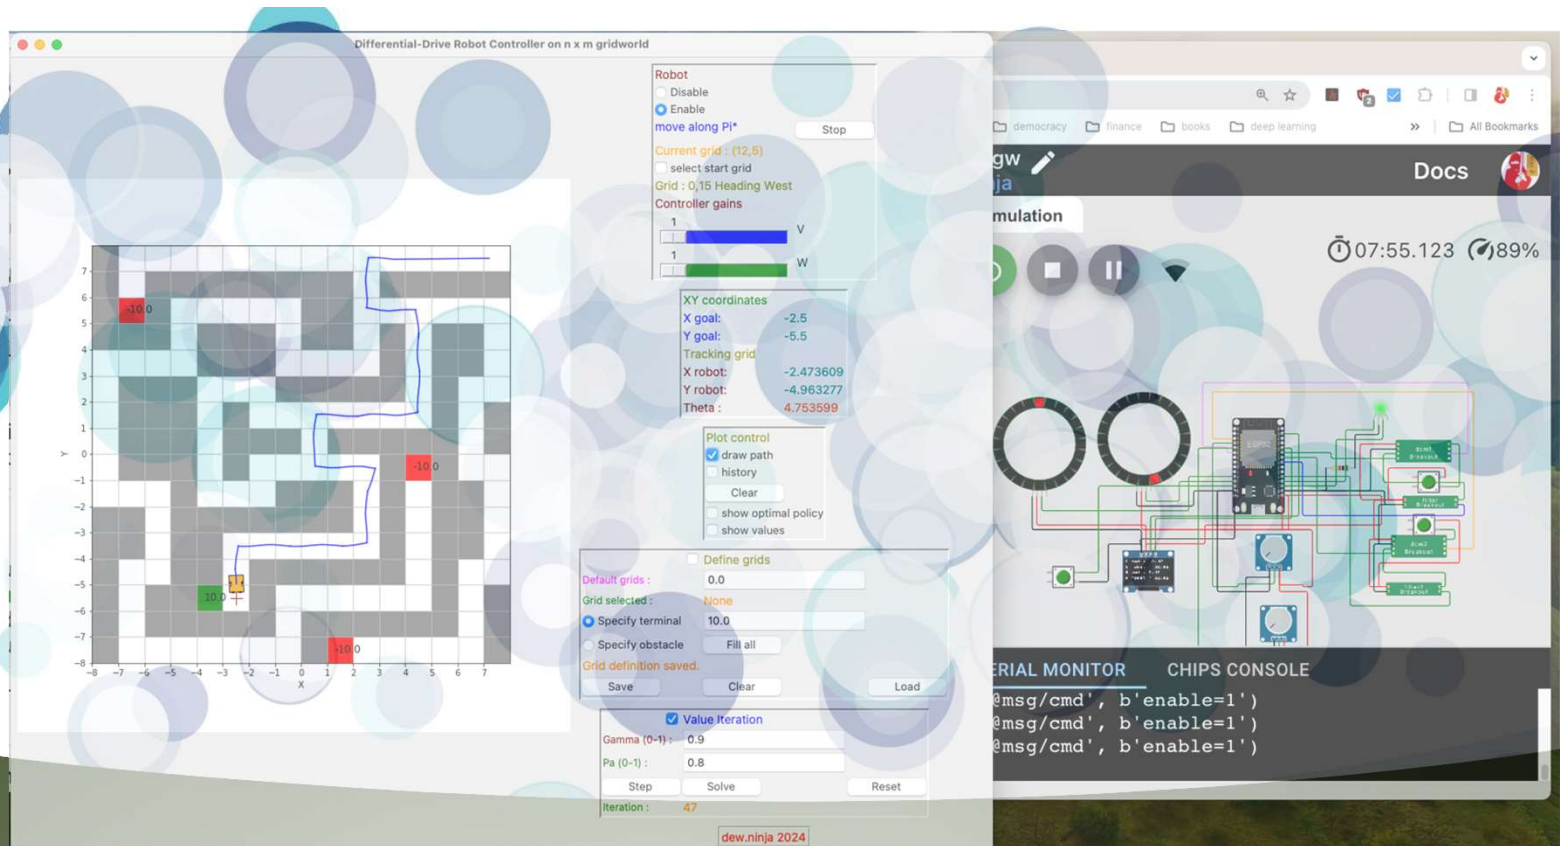 Differential-Drive Robot Controller on n x m gridworld
Robot
Disable
Enable
move along Pi*
Stop
Current grid : (12,5)
select start grid
Grid : 0,15 Heading West
Controller gains
1
V
1
W
XY coordinates
X goal: -2.5
Y goal: -5.5
Tracking grid
X robot: -2.473609
Y robot: -4.963277
Theta : 4.753599
Plot control
draw path
history
Clear
show optimal policy
show values
Define grids
Default grids : 0.0
Grid selected : None
Specify terminal 10.0
Specify obstacle Fill all
Grid definition saved.
Save Clear Load
Value Iteration
Gamma (0-1) : 0.9
Pa (0-1) : 0.8
Step Solve Reset
Iteration : 47
dew.ninja 2024
7
6
-10.0
5
4
3
2
1
Y 0
-10.0
-1
-2
-3
-4
-5
10.0
-6
-7
-10.0
-8
-8 -7 -6 -5 -4 -3 -2 -1 0 1 2 3 4 5 6 7
X
2
democracy finance books deep learning » All Bookmarks
gw
ja
Docs
mulation
07:55.123 89%
ESP32
dcm2
Breakout
ERIAL MONITOR CHIPS CONSOLE
@msg/cmd', b'enable=1')
@msg/cmd', b'enable=1')
@msg/cmd', b'enable=1')